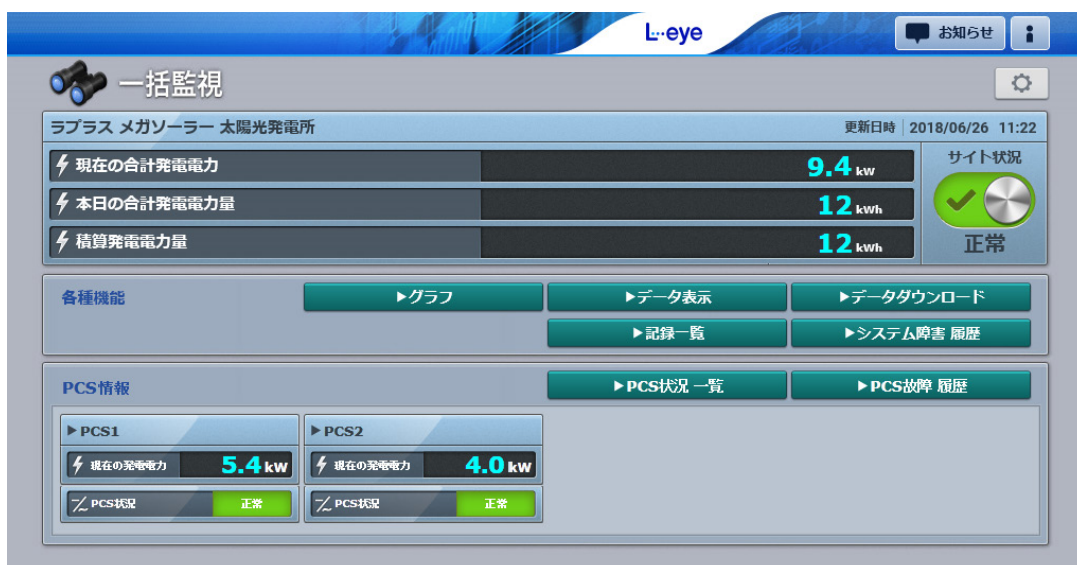 L・・eye
お知らせ
一括監視
ラプラス メガソーラー 太陽光発電所
更新日時 2018/06/26 11:22
現在の合計発電電力 9.4 kw
本日の合計発電電力量 12 kwh
積算発電電力量 12 kwh
サイト状況
正常
各種機能
▶グラフ ▶データ表示 ▶データダウンロード
▶記録一覧 ▶システム障害 履歴
PCS情報
▶PCS状況 一覧 ▶PCS故障 履歴
▶PCS1
現在の発電電力 5.4 kw
PCS状況 正常
▶PCS2
現在の発電電力 4.0 kw
PCS状況 正常